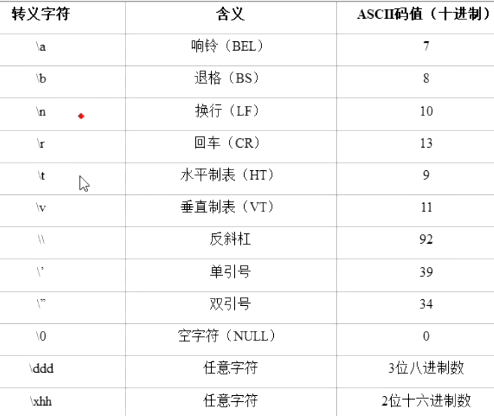 转义字符 含义 ASCII码值（十进制）
\a 响铃（BEL） 7
\b 退格（BS） 8
\n 换行（LF） 10
\r 回车（CR） 13
\t 水平制表（HT） 9
\v 垂直制表（VT） 11
\\ 反斜杠 92
\’ 单引号 39
\” 双引号 34
\0 空字符（NULL） 0
\ddd 任意字符 3位八进制数
\xhh 任意字符 2位十六进制数